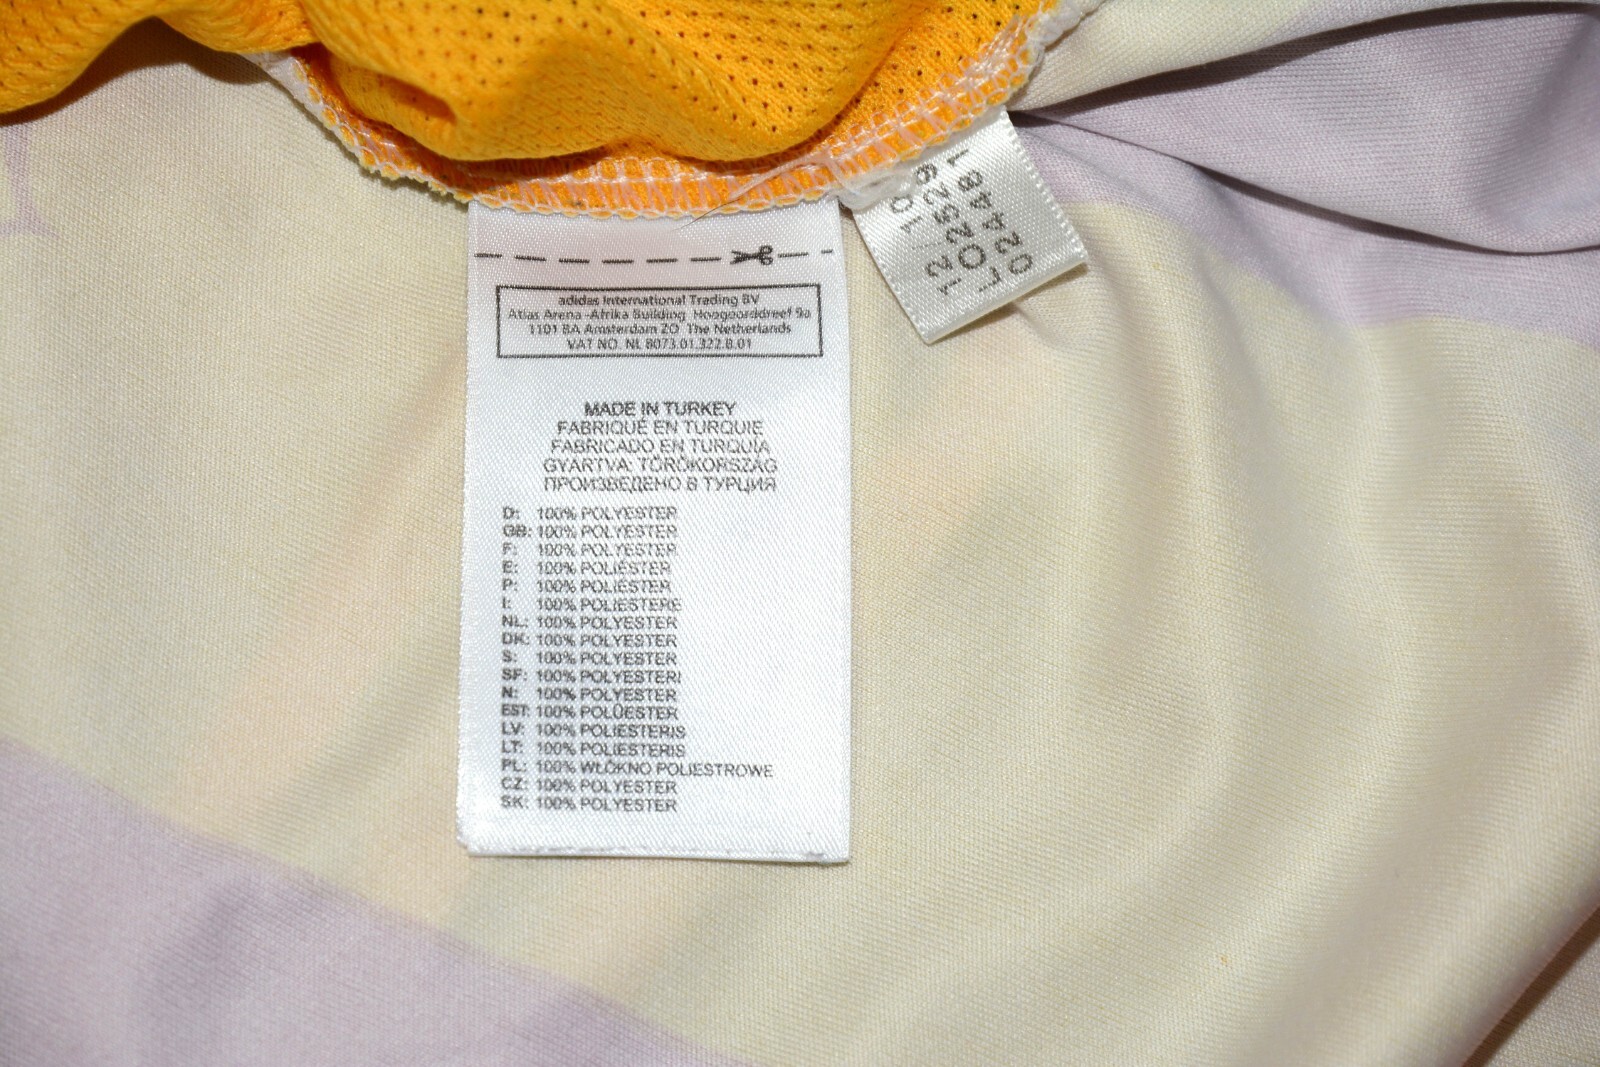 adidas International Trading BV
Atlas Arena -Afrika Building Hoogoorddreef 9a
1101 BA Amsterdam ZO The Netherlands
VAT NO. NL 8073.01.322.B.01
MADE IN TURKEY
FABRIQUÉ EN TURQUIE
FABRICADO EN TURQUÍA
GYÁRTVA: TÖRÖKORSZÁG
ПРОИЗВЕДЕНО В ТУРЦИЯ
D: 100% POLYESTER
GB: 100% POLYESTER
F: 100% POLYESTER
E: 100% POLIÉSTER
P: 100% POLIÉSTER
I: 100% POLIESTERE
NL: 100% POLYESTER
DK: 100% POLYESTER
S: 100% POLYESTER
SF: 100% POLYESTERI
N: 100% POLYESTER
EST: 100% POLÜESTER
LV: 100% POLIESTERIS
LT: 100% POLIESTERIS
PL: 100% WŁÓKNO POLIESTROWE
CZ: 100% POLYESTER
SK: 100% POLYESTER
12/10
LO2529
L24481
02